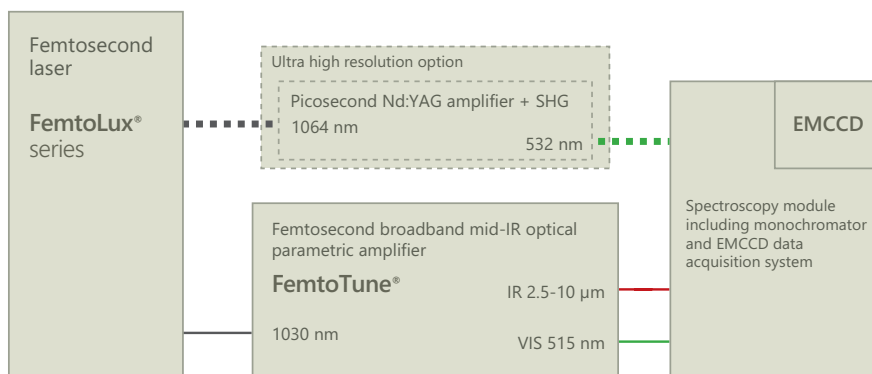 Femtosecond
laser
FemtoLux®
series
Ultra high resolution option
Picosecond Nd:YAG amplifier + SHG
1064 nm
532 nm
Femtosecond broadband mid-IR optical
parametric amplifier
FemtoTune®
IR 2.5-10 μm
1030 nm
VIS 515 nm
EMCCD
Spectroscopy module
including monochromator
and EMCCD data
acquisition system